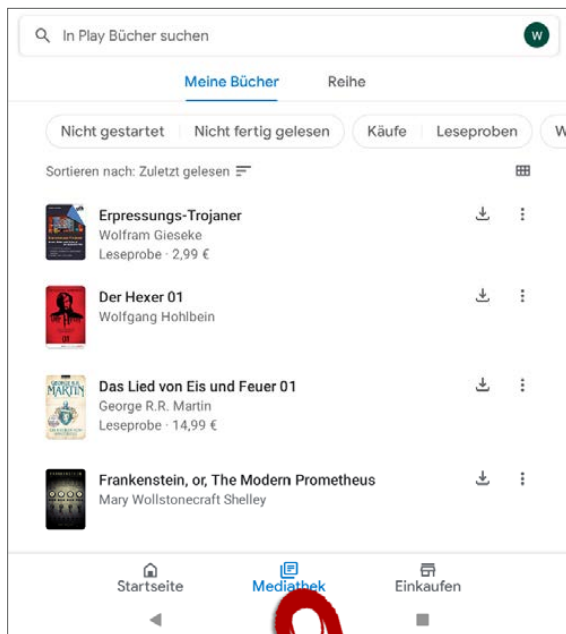 In Play Bücher suchen
W
Meine Bücher Reihe
Nicht gestartet Nicht fertig gelesen Käufe Leseproben W
Sortieren nach: Zuletzt gelesen
Erpressungs-Trojaner
Wolfram Gieseke
Leseprobe · 2,99 €
Der Hexer 01
Wolfgang Hohlbein
Das Lied von Eis und Feuer 01
George R.R. Martin
Leseprobe · 14,99 €
GEORGE R.R.
MARTIN
Frankenstein, or, The Modern Prometheus
Mary Wollstonecraft Shelley
Startseite Mediathek Einkaufen